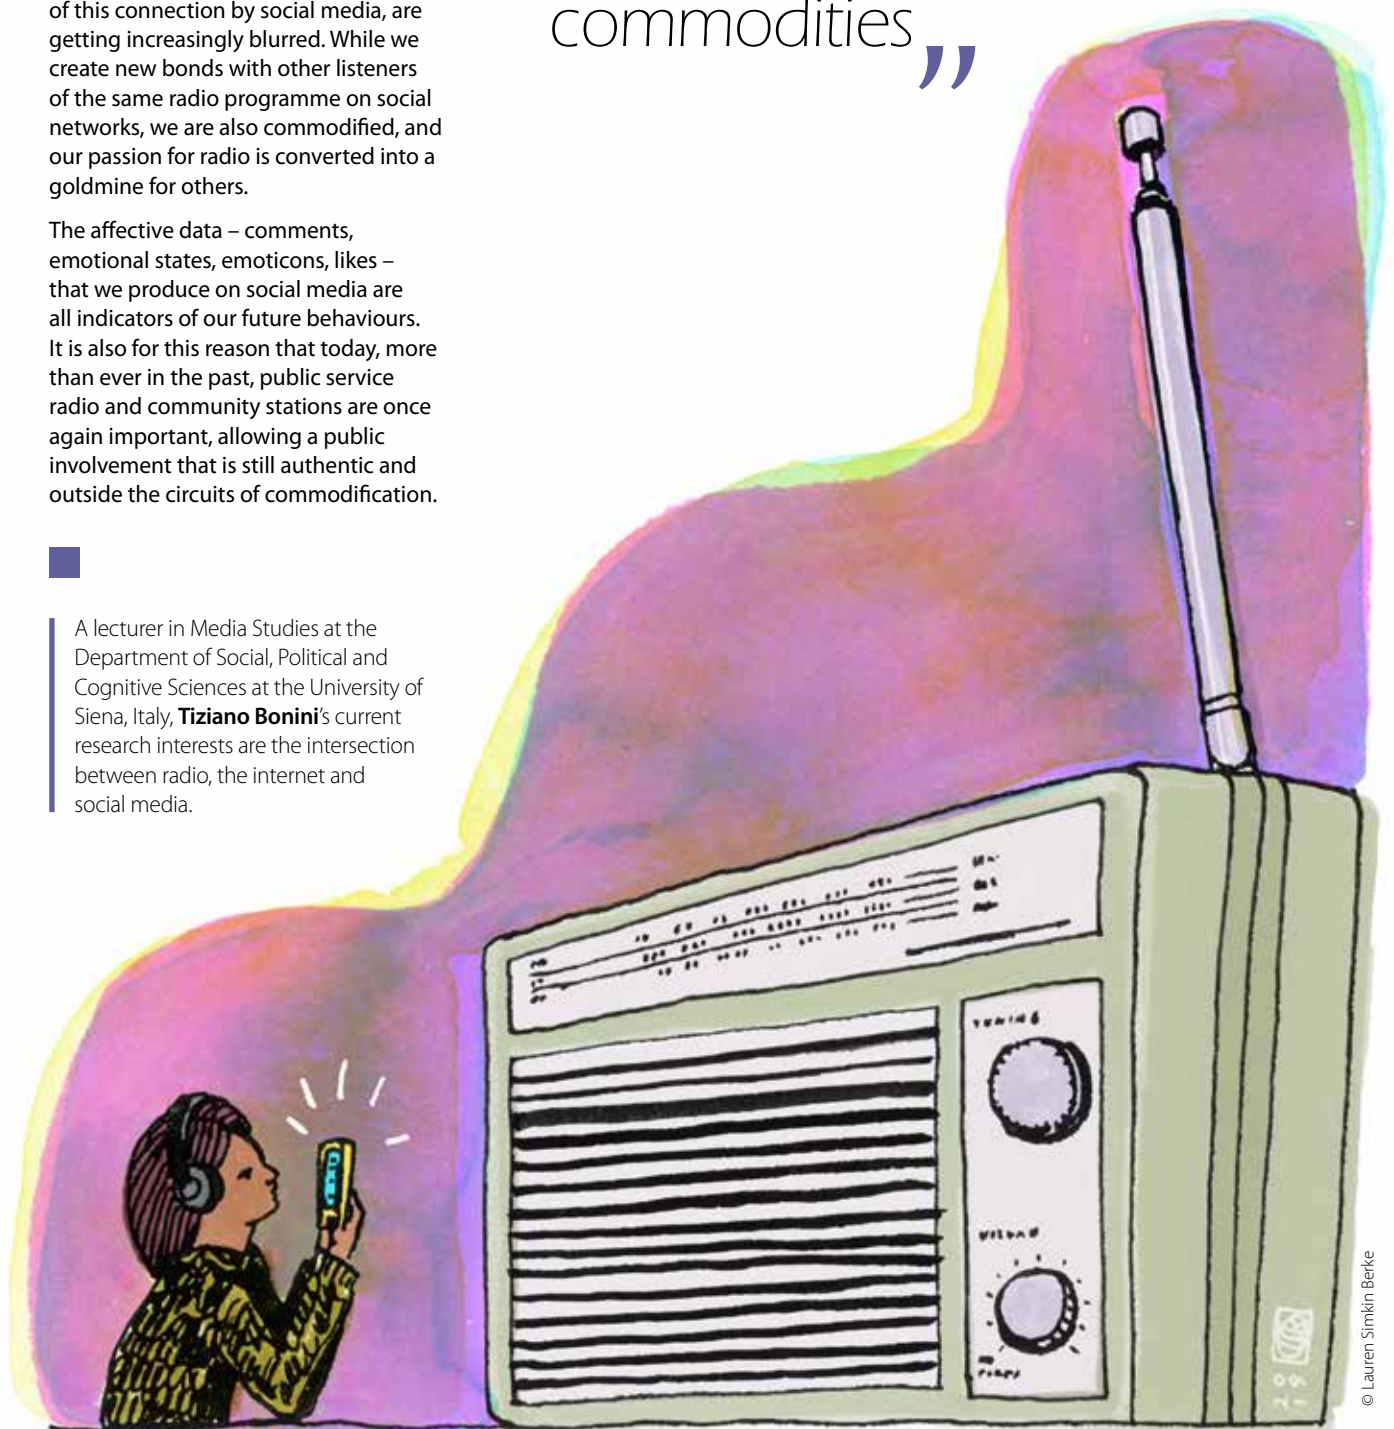 of this connection by social media, are
getting increasingly blurred. While we
create new bonds with other listeners
of the same radio programme on social
networks, we are also commodified, and
our passion for radio is converted into a
goldmine for others.
The affective data – comments,
emotional states, emoticons, likes –
that we produce on social media are
all indicators of our future behaviours.
It is also for this reason that today, more
than ever in the past, public service
radio and community stations are once
again important, allowing a public
involvement that is still authentic and
outside the circuits of commodification.
A lecturer in Media Studies at the
Department of Social, Political and
Cognitive Sciences at the University of
Siena, Italy, Tiziano Bonini’s current
research interests are the intersection
between radio, the internet and
social media.
commodities”
TUNING
© Lauren Simkin Berke